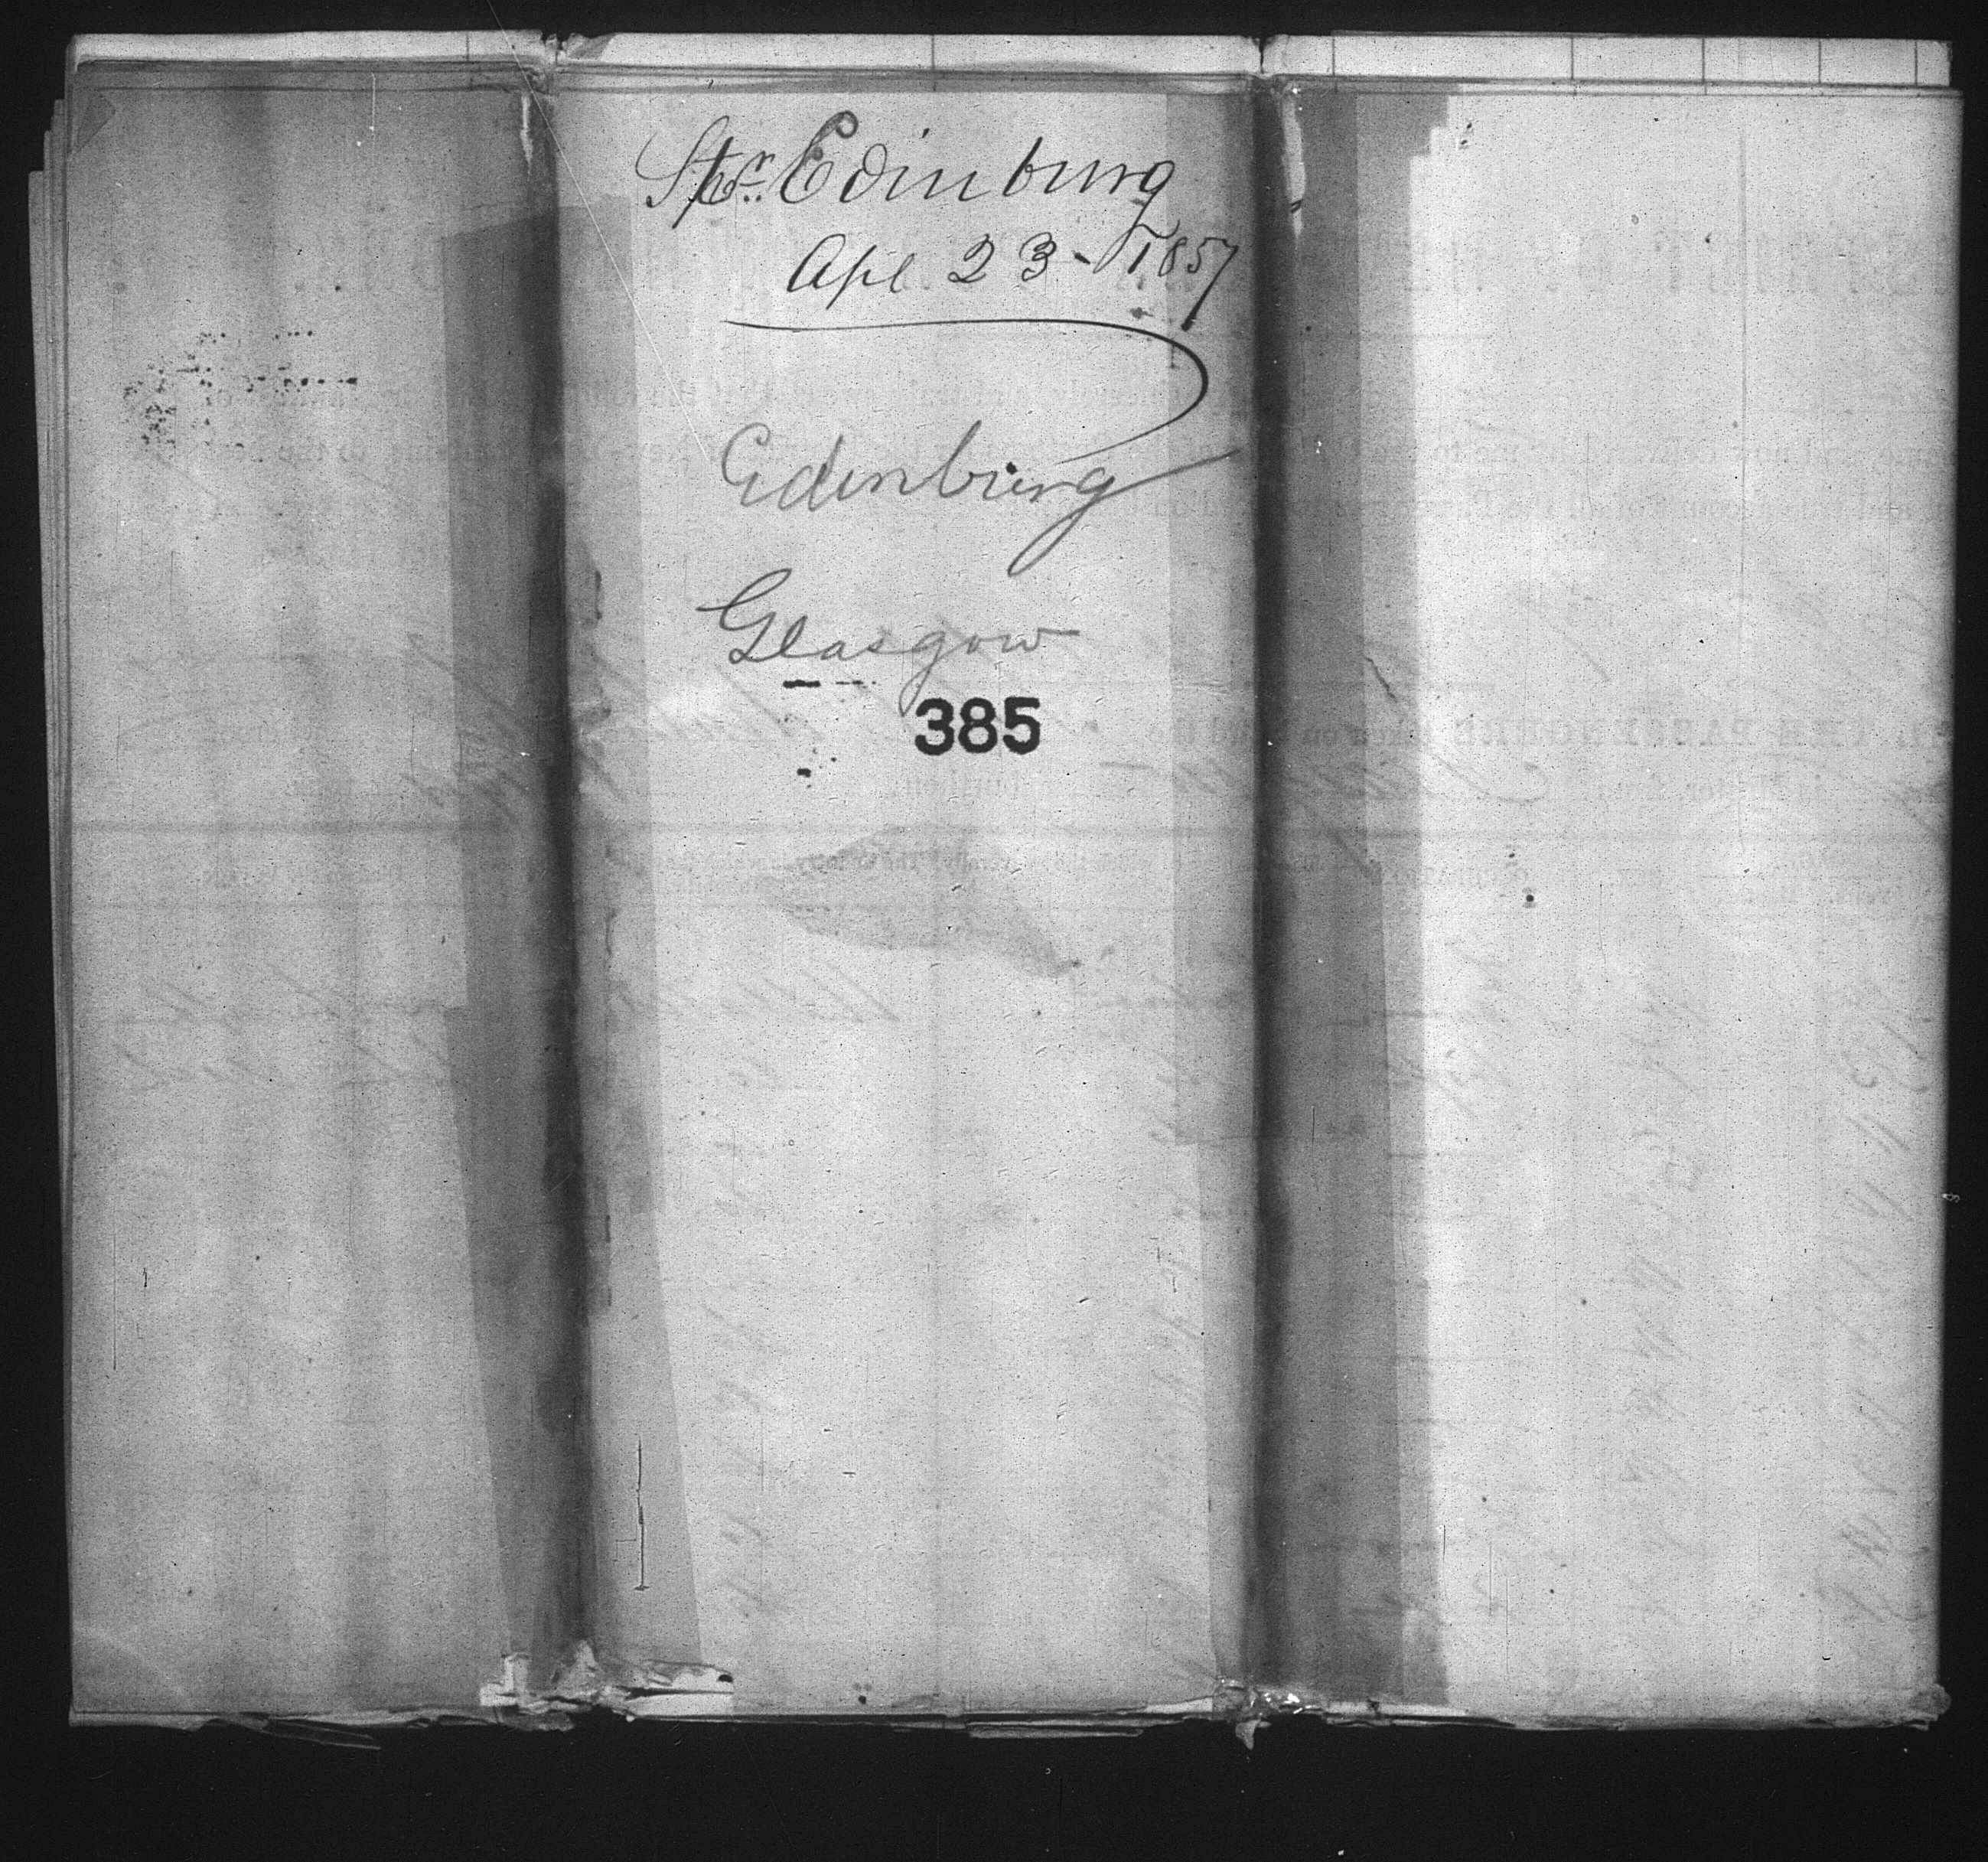 Str. Edinburg
Apl 23 - 1857
Edinburg
Glasgow
385